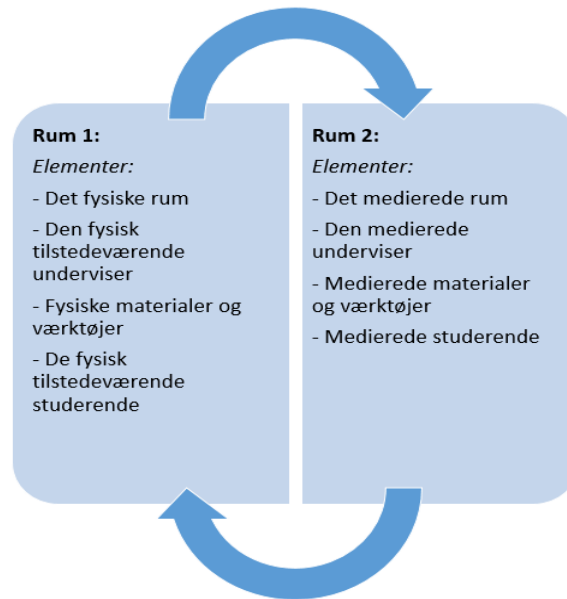 Rum 1:
Elementer:
- Det fysiske rum
- Den fysisk
tilstedeværende
underviser
- Fysiske materialer og
værktøjer
- De fysisk
tilstedeværende
studerende
Rum 2:
Elementer:
- Det medierede rum
- Den medierede
underviser
- Medierede materialer
og værktøjer
- Medierede studerende